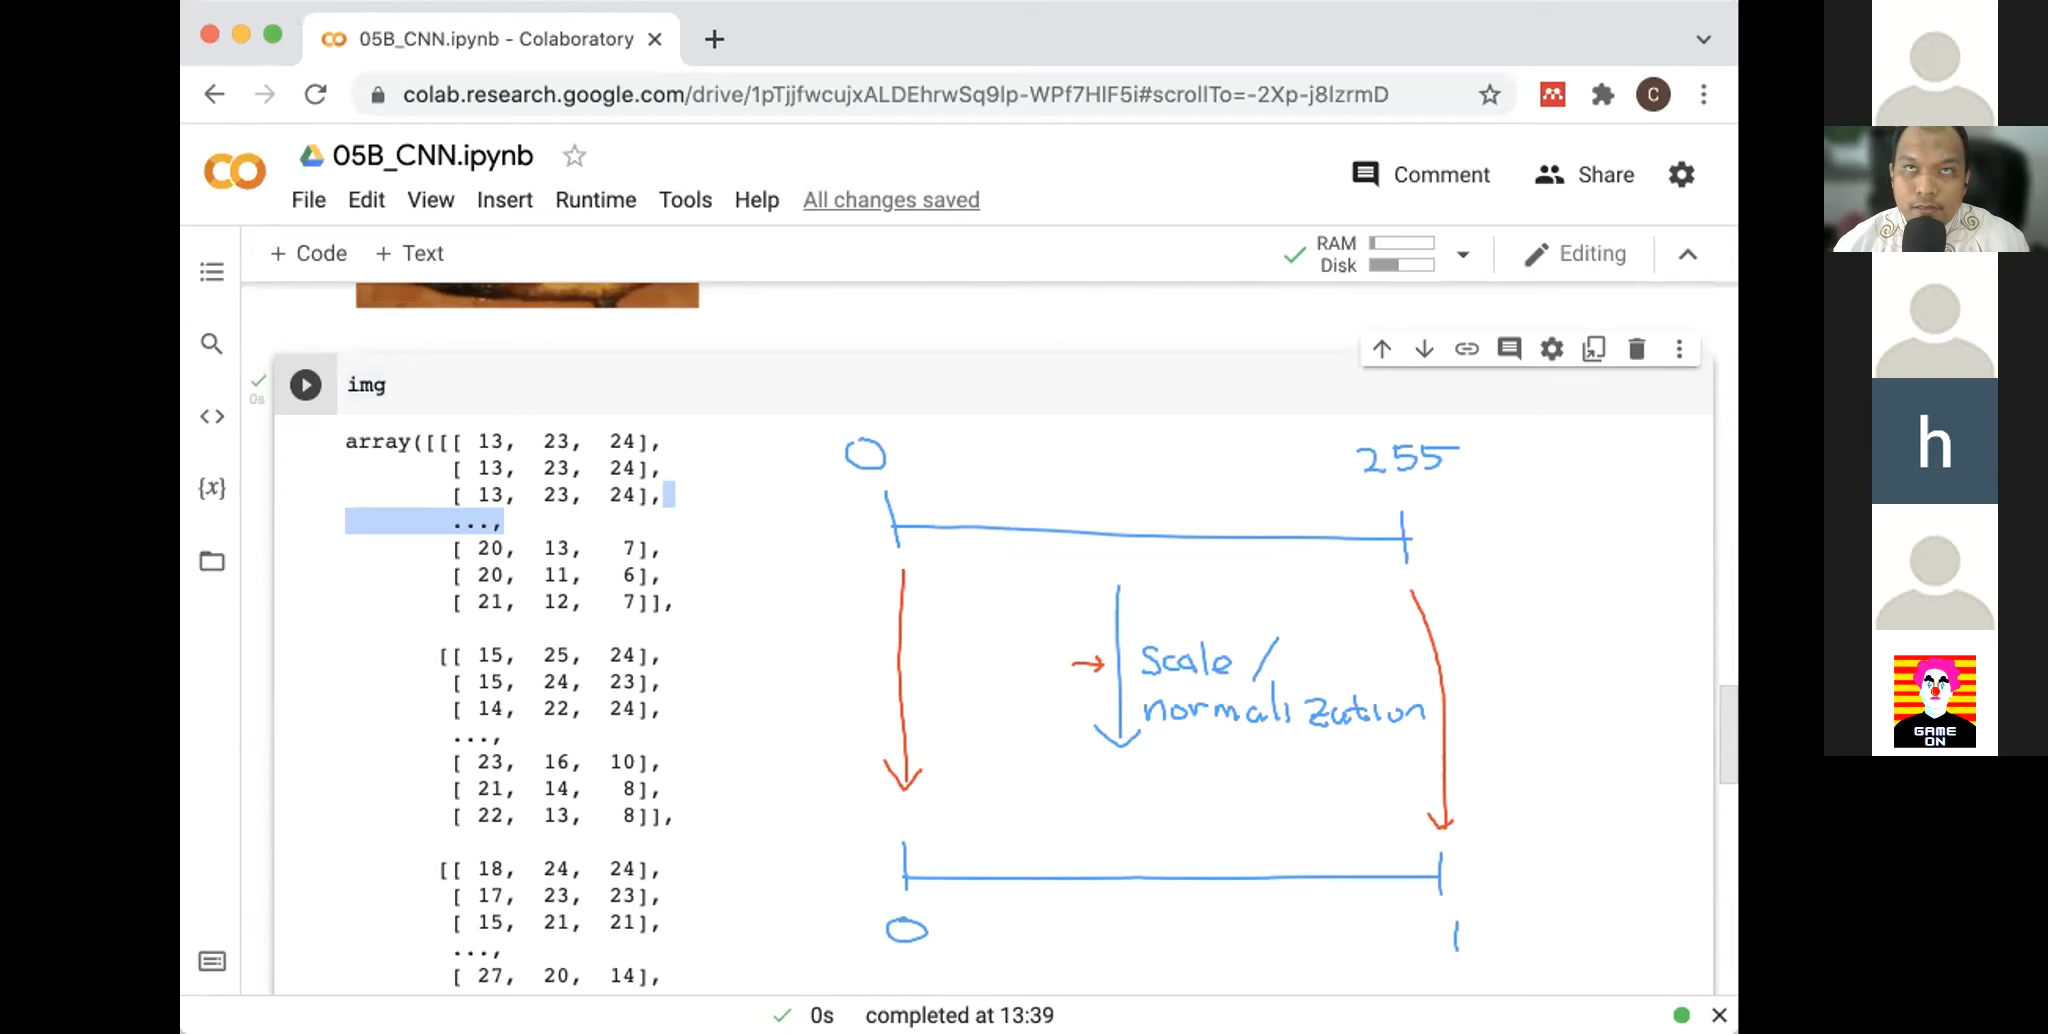 05B_CNN.ipynb - Colaboratory
colab.research.google.com/drive/1pTjjfwcujxALDEhrwSq9lp-WPf7HlF5i#scrollTo=-2Xp-j8IzrmD
C
05B_CNN.ipynb
Comment
Share
File Edit View Insert Runtime Tools Help All changes saved
+ Code + Text
RAM
Disk
Editing
0s
img
array([[[ 13, 23, 24],
[ 13, 23, 24],
[ 13, 23, 24],
...,
[ 20, 13, 7],
[ 20, 11, 6],
[ 21, 12, 7]],
[[ 15, 25, 24],
[ 15, 24, 23],
[ 14, 22, 24],
...,
[ 23, 16, 10],
[ 21, 14, 8],
[ 22, 13, 8]],
[[ 18, 24, 24],
[ 17, 23, 23],
[ 15, 21, 21],
...,
[ 27, 20, 14],
0 255
Scale /
normalization
0 1
0s completed at 13:39
h
GAME
ON